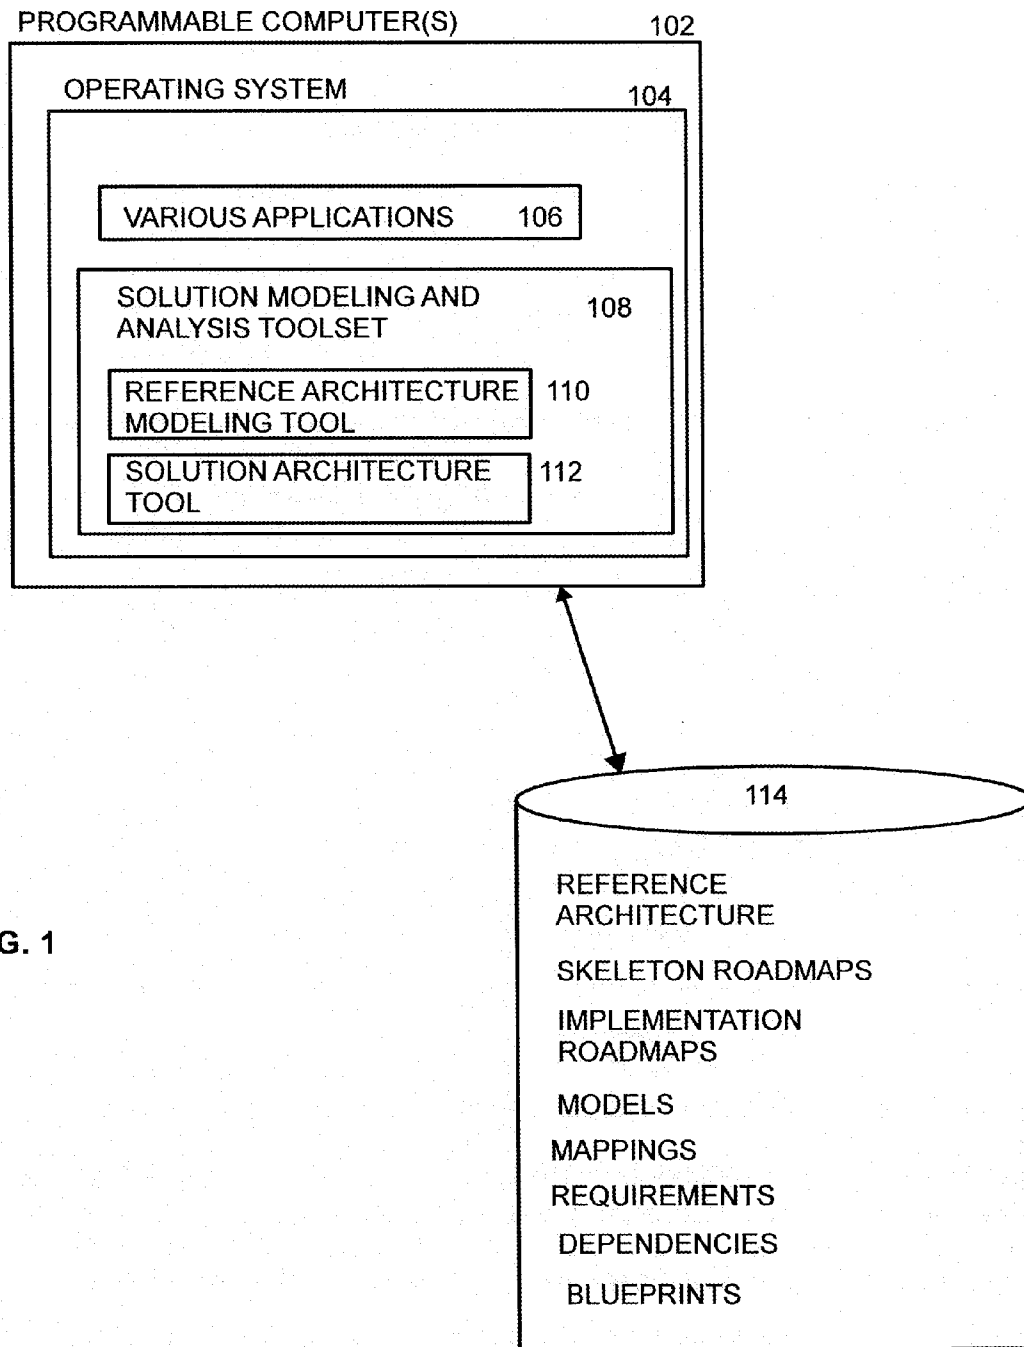 PROGRAMMABLE COMPUTER(S) 102
OPERATING SYSTEM 104
VARIOUS APPLICATIONS 106
SOLUTION MODELING AND 108
ANALYSIS TOOLSET
REFERENCE ARCHITECTURE 110
MODELING TOOL
SOLUTION ARCHITECTURE 112
TOOL
114
REFERENCE
ARCHITECTURE
G. 1
SKELETON ROADMAPS
IMPLEMENTATION
ROADMAPS
MODELS
MAPPINGS
REQUIREMENTS
DEPENDENCIES
BLUEPRINTS